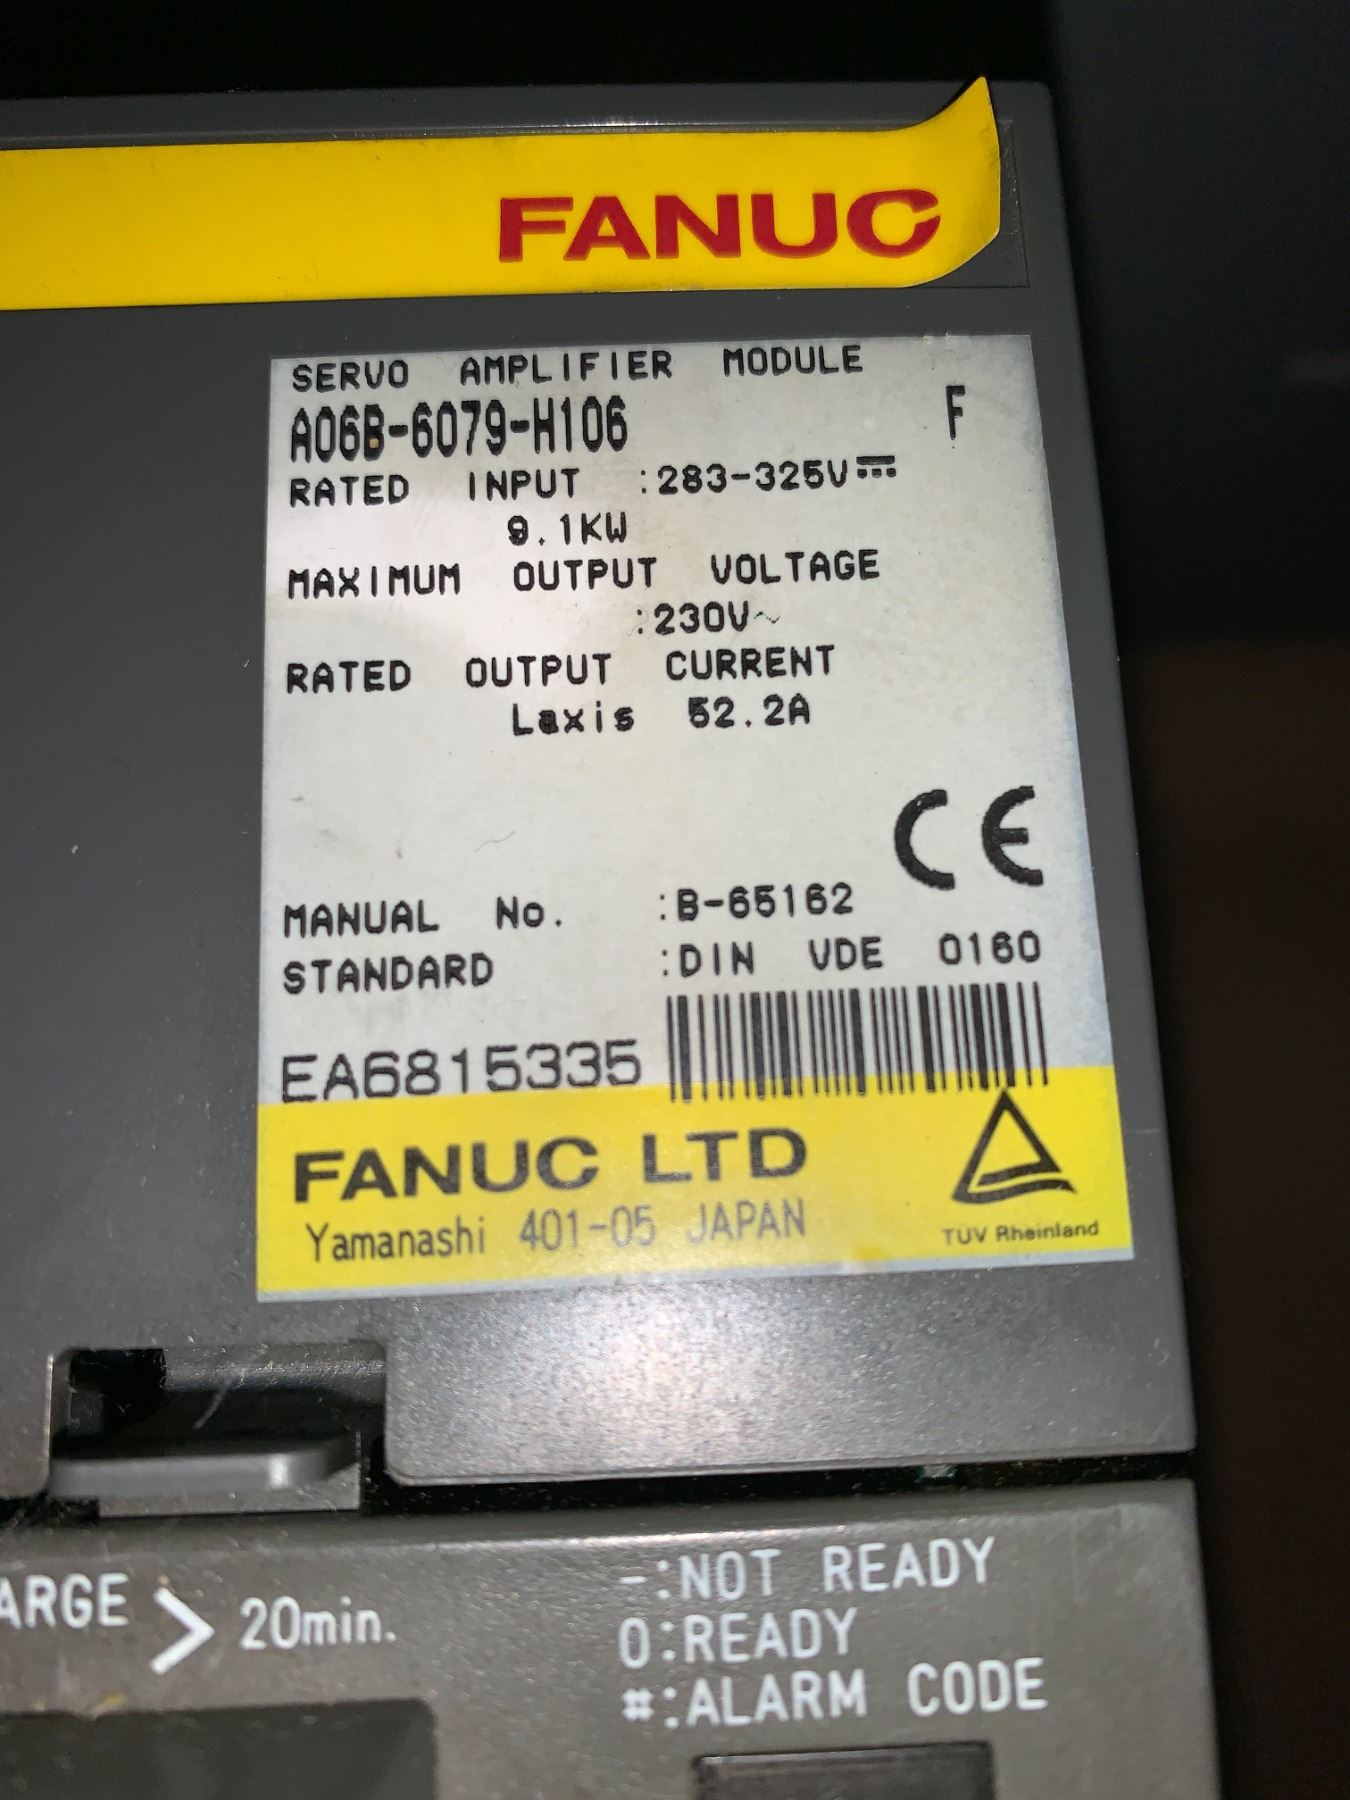 FANUC
SERVO AMPLIFIER MODULE
A06B-6079-H106 F
RATED INPUT :283-325V⎓
9.1KW
MAXIMUM OUTPUT VOLTAGE
:230V~
RATED OUTPUT CURRENT
Laxis 52.2A
CE
MANUAL No. :B-65162
STANDARD :DIN VDE 0160
EA6815335
FANUC LTD
Yamanashi 401-05 JAPAN
TÜV Rheinland
ARGE > 20min.
-:NOT READY
0:READY
#:ALARM CODE